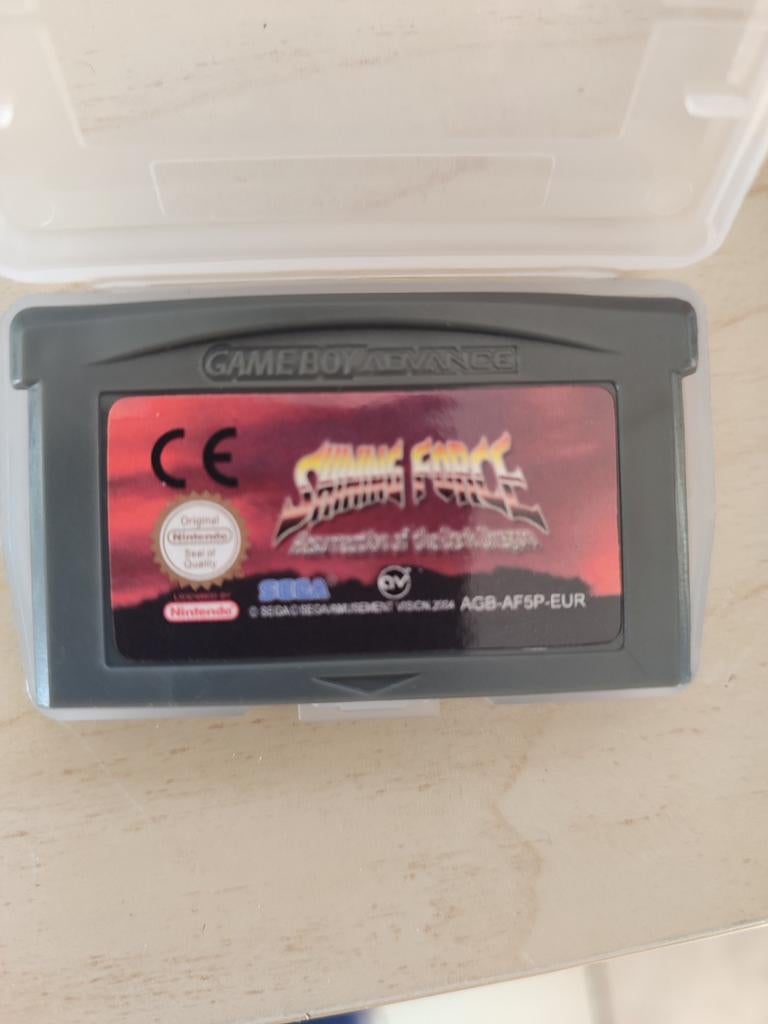 GAME BOY ADVANCE
CE
SHINING FORCE
Resurrection of the Dark Dragon
Original
Nintendo
Seal of
Quality
LICENSED BY
Nintendo
SEGA
AV
© SEGA © SEGA/AMUSEMENT VISION, 2004
AGB-AF5P-EUR